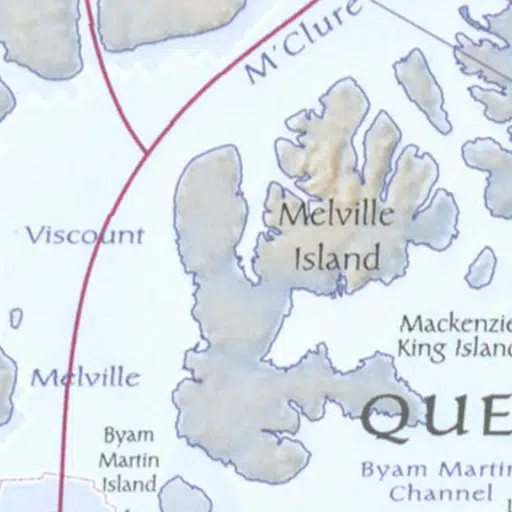 M'Clure
Melville
Island
Viscount
Mackenzie
King Island
Melville
QUE
Byam
Martin
Island
Byam Martin
Channel